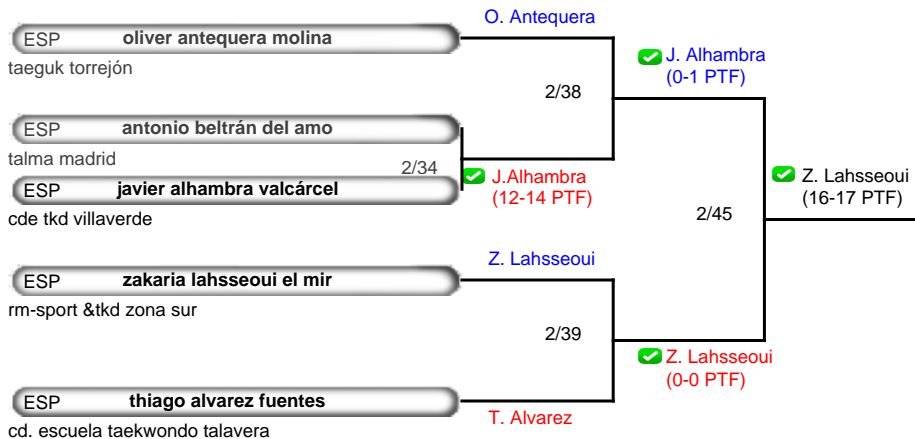 O. Antequera
ESP oliver antequera molina
taeguk torrejón
J. Alhambra
(0-1 PTF)
2/38
ESP antonio beltrán del amo
talma madrid
2/34
ESP javier alhambra valcárcel
cde tkd villaverde
J.Alhambra
(12-14 PTF)
Z. Lahsseoui
(16-17 PTF)
2/45
Z. Lahsseoui
ESP zakaria lahsseoui el mir
rm-sport &tkd zona sur
2/39
Z. Lahsseoui
(0-0 PTF)
ESP thiago alvarez fuentes
cd. escuela taekwondo talavera
T. Alvarez